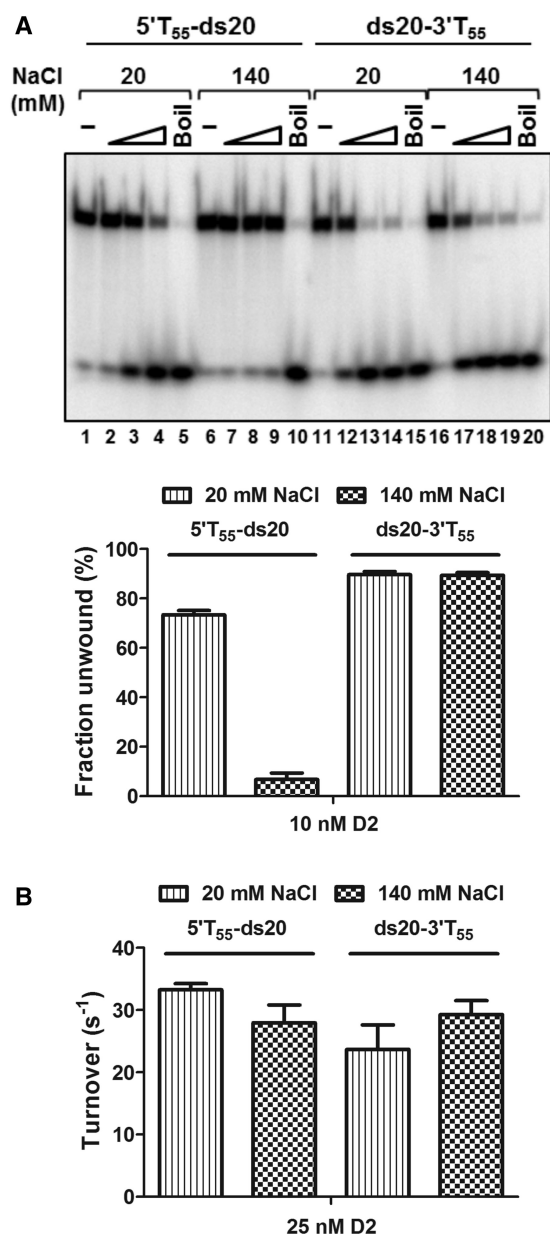 A
5'T55-ds20 ds20-3'T55
NaCl (mM) 20 140 20 140
– Boil – Boil – Boil – Boil
1 2 3 4 5 6 7 8 9 10 11 12 13 14 15 16 17 18 19 20
20 mM NaCl 140 mM NaCl
5'T55-ds20 ds20-3'T55
Fraction unwound (%)
100
80
60
40
20
0
10 nM D2
B
20 mM NaCl 140 mM NaCl
5'T55-ds20 ds20-3'T55
Turnover (s-1)
40
30
20
10
0
25 nM D2